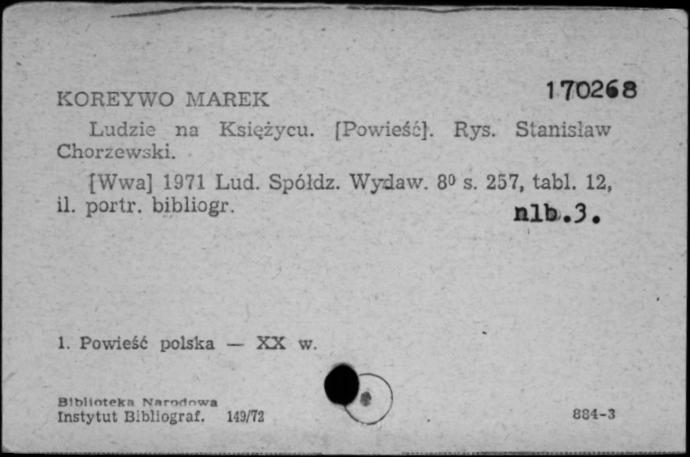 170268
KOREYWO MAREK
Ludzie na Księżycu. [Powieść]. Rys. Stanisław
Chorzewski.
[Wwa] 1971 Lud. Spółdz. Wydaw. 8⁰ s. 257, tabl. 12,
il. portr. bibliogr.
nlb.3.
1. Powieść polska — XX w.
Biblioteka Narodowa
Instytut Bibliograf. 149/72
884-3